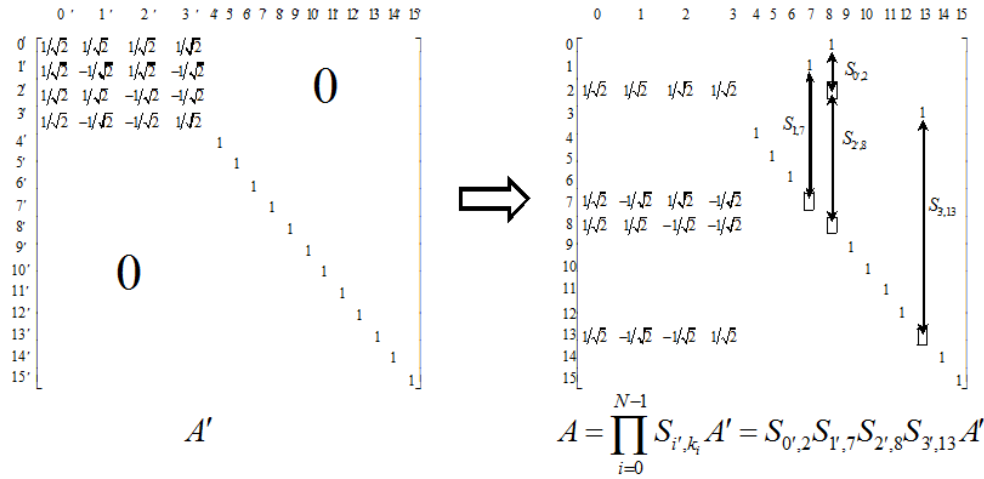 0 ' 1 ' 2 ' 3 ' 4' 5 6' 7 8' 9' 10' 11' 12' 13 14' 15'
0' 1/√2 1/√2 1/√2 1/√2
1' 1/√2 −1/√2 1/√2 −1/√2
2' 1/√2 1/√2 −1/√2 −1/√2
3' 1/√2 −1/√2 −1/√2 1/√2
0
4' 1
5' 1
6' 1
7' 1
8' 1
9' 1
10' 1
0
11' 1
12' 1
13' 1
14' 1
15' 1
A′
0 1 2 3 4 5 6 7 8 9 10 11 12 13 14 15
0 1
1 1
S0',2
2 1/√2 1/√2 1/√2 1/√2
3 1
S1,7
4 1
S2',8
5 1
6 1
7 1/√2 −1/√2 1/√2 −1/√2
S3,13
8 1/√2 1/√2 −1/√2 −1/√2
9 1
10 1
11 1
12 1
13 1/√2 −1/√2 −1/√2 1/√2
14 1
15 1
A = ∏_{i=0}^{N−1} S_{i′,k_i} A′ = S_{0′,2} S_{1′,7} S_{2′,8} S_{3′,13} A′